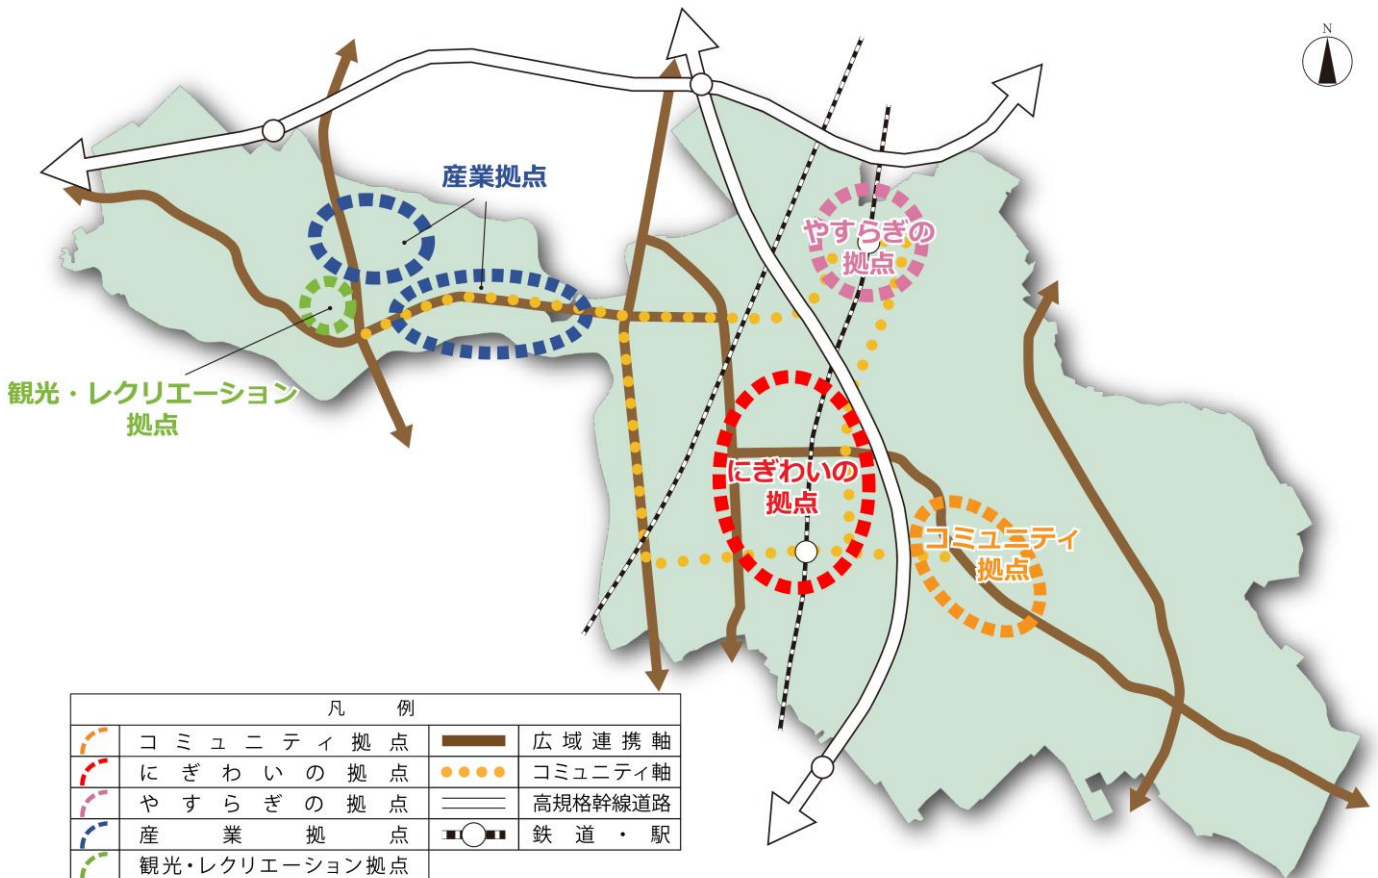 N
産業拠点
やすらぎの
拠点
観光・レクリエーション
拠点
にぎわいの
拠点
コミュニティ
拠点
凡例
コミュニティ拠点
広域連携軸
にぎわいの拠点
コミュニティ軸
やすらぎの拠点
高規格幹線道路
産業拠点
鉄道・駅
観光・レクリエーション拠点